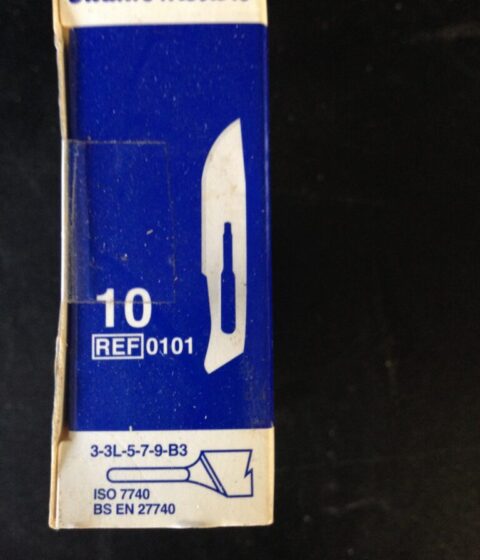 10
REF 0101
3-3L-5-7-9-B3
ISO 7740
BS EN 27740